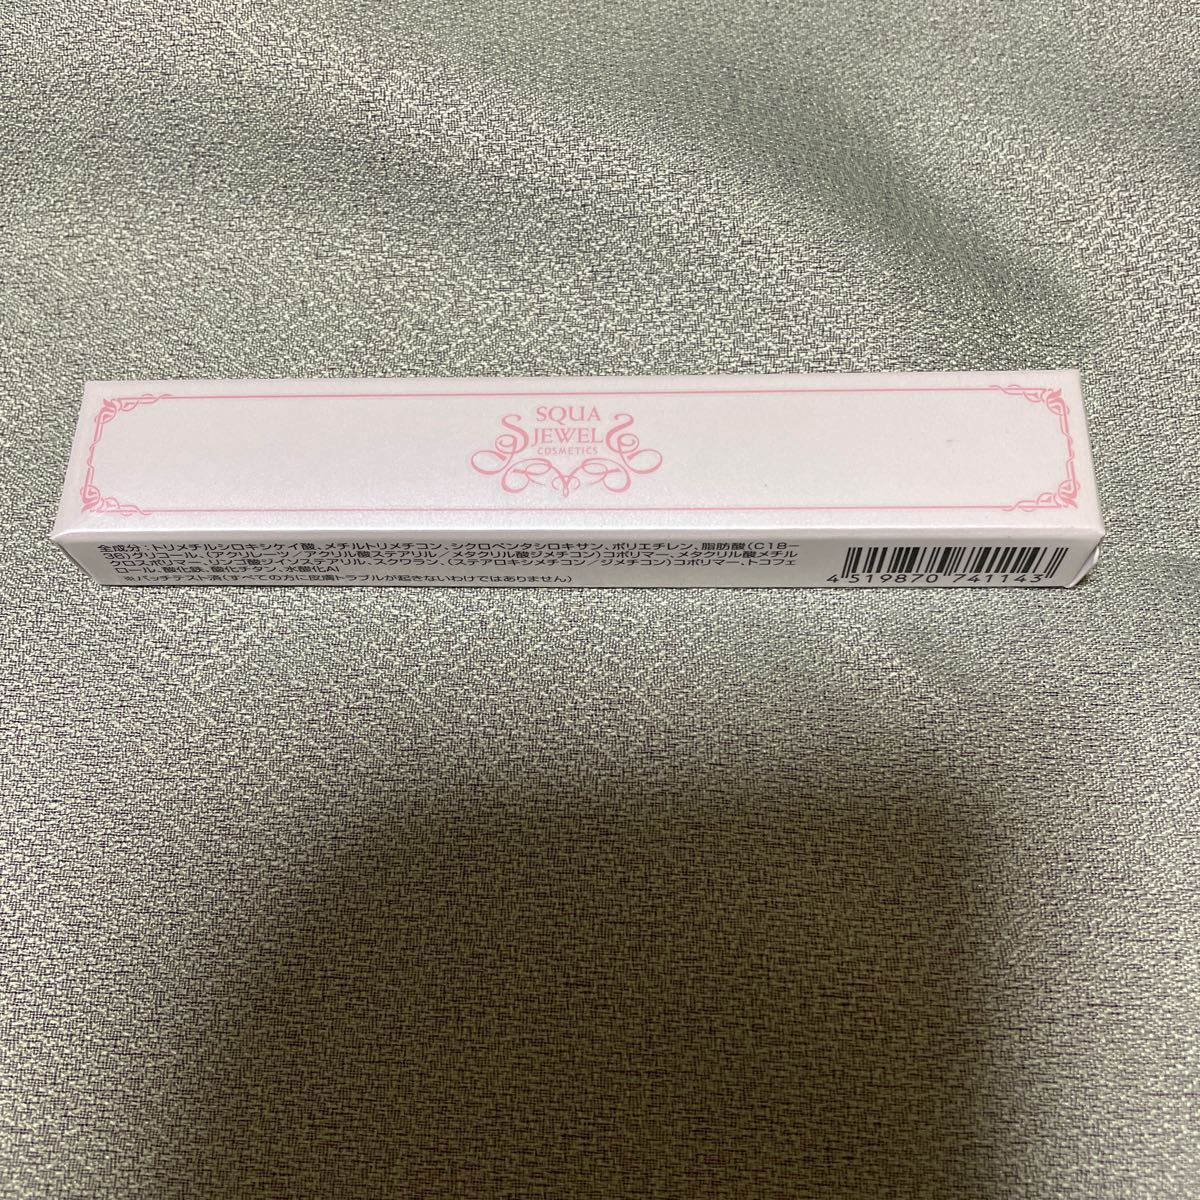 SQUA
JEWEL
COSMETICS
全成分：トリメチルシロキシケイ酸、メチルトリメチコン、シクロペンタシロキサン、ポリエチレン、脂肪酸(C18-
36)グリコール、(アクリレーツ/アクリル酸ステアリル/メタクリル酸ジメチコン)コポリマー、メタクリル酸メチル
クロスポリマー、リンゴ酸ジイソステアリル、スクワラン、(ステアロキシメチコン/ジメチコン)コポリマー、トコフェ
ロール、酸化鉄、酸化チタン、水酸化Al
※パッチテスト済(すべての方に皮膚トラブルが起きないわけではありません)
4 519870 741143